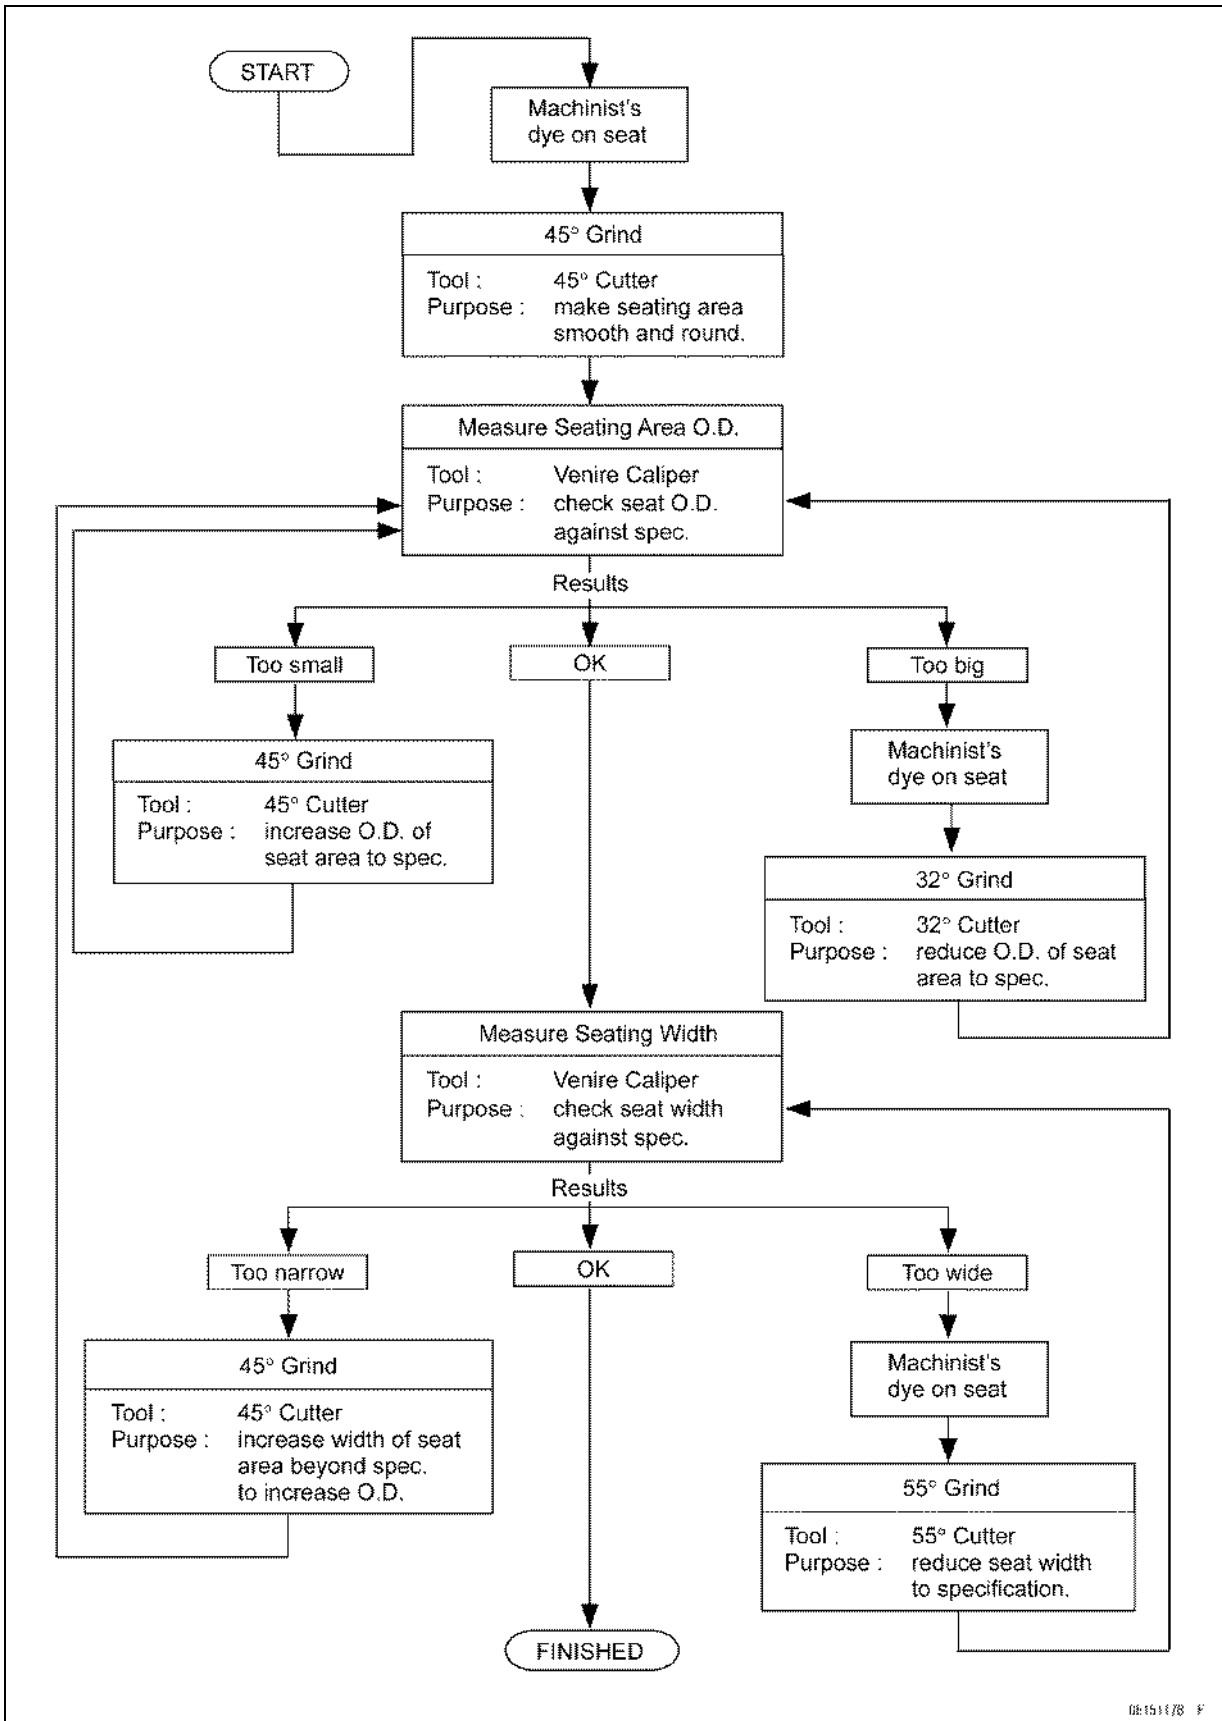 START
Machinist's
dye on seat
45° Grind
Tool : 45° Cutter
Purpose : make seating area
smooth and round.
Measure Seating Area O.D.
Tool : Venire Caliper
Purpose : check seat O.D.
against spec.
Results
Too small
OK
Too big
45° Grind
Tool : 45° Cutter
Purpose : increase O.D. of
seat area to spec.
Machinist's
dye on seat
32° Grind
Tool : 32° Cutter
Purpose : reduce O.D. of seat
area to spec.
Measure Seating Width
Tool : Venire Caliper
Purpose : check seat width
against spec.
Results
Too narrow
OK
Too wide
45° Grind
Tool : 45° Cutter
Purpose : increase width of seat
area beyond spec.
to increase O.D.
Machinist's
dye on seat
55° Grind
Tool : 55° Cutter
Purpose : reduce seat width
to specification.
FINISHED